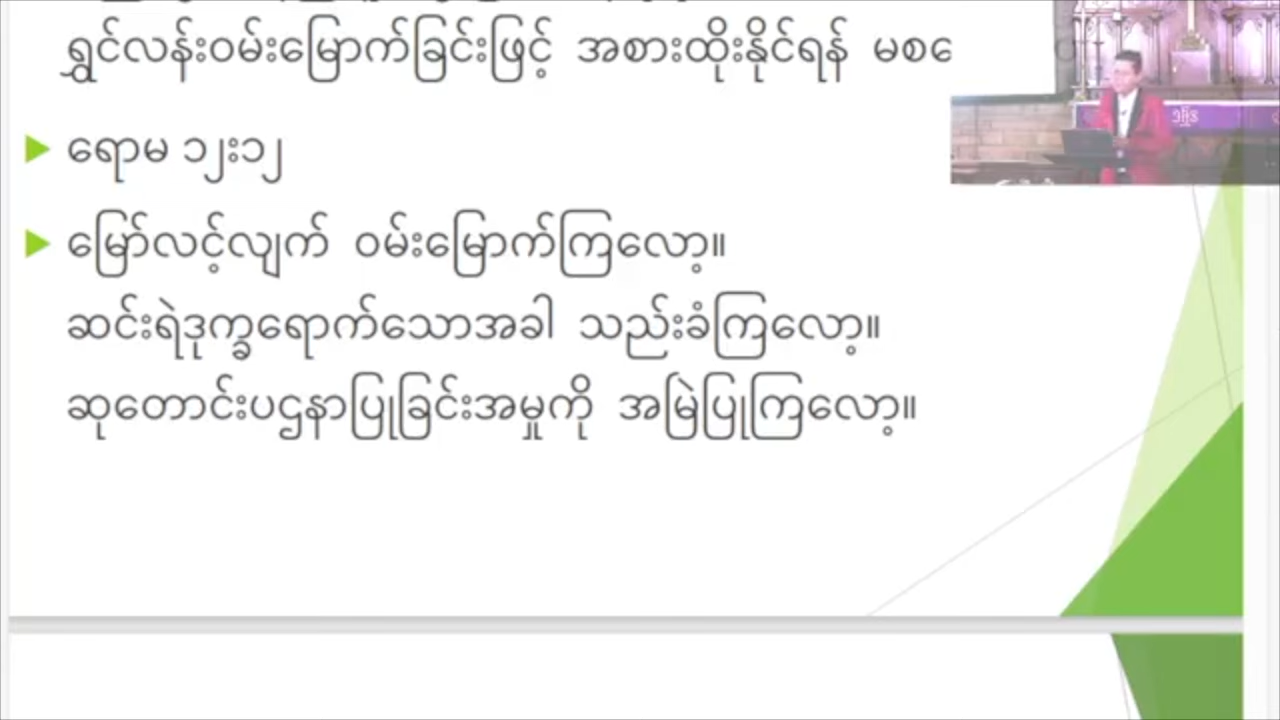 ရွှင်လန်းဝမ်းမြောက်ခြင်းဖြင့် အစားထိုးနိုင်ရန်
ရောမ ၁၂း၁၂
မြော်လင့်လျက် ဝမ်းမြောက်ကြလော့။
ဆင်းရဲဒုက္ခရောက်သောအခါ သည်းခံကြလော့။
ဆုတောင်းပဌနာပြုခြင်းအမှုကို အမြဲပြုကြလော့။